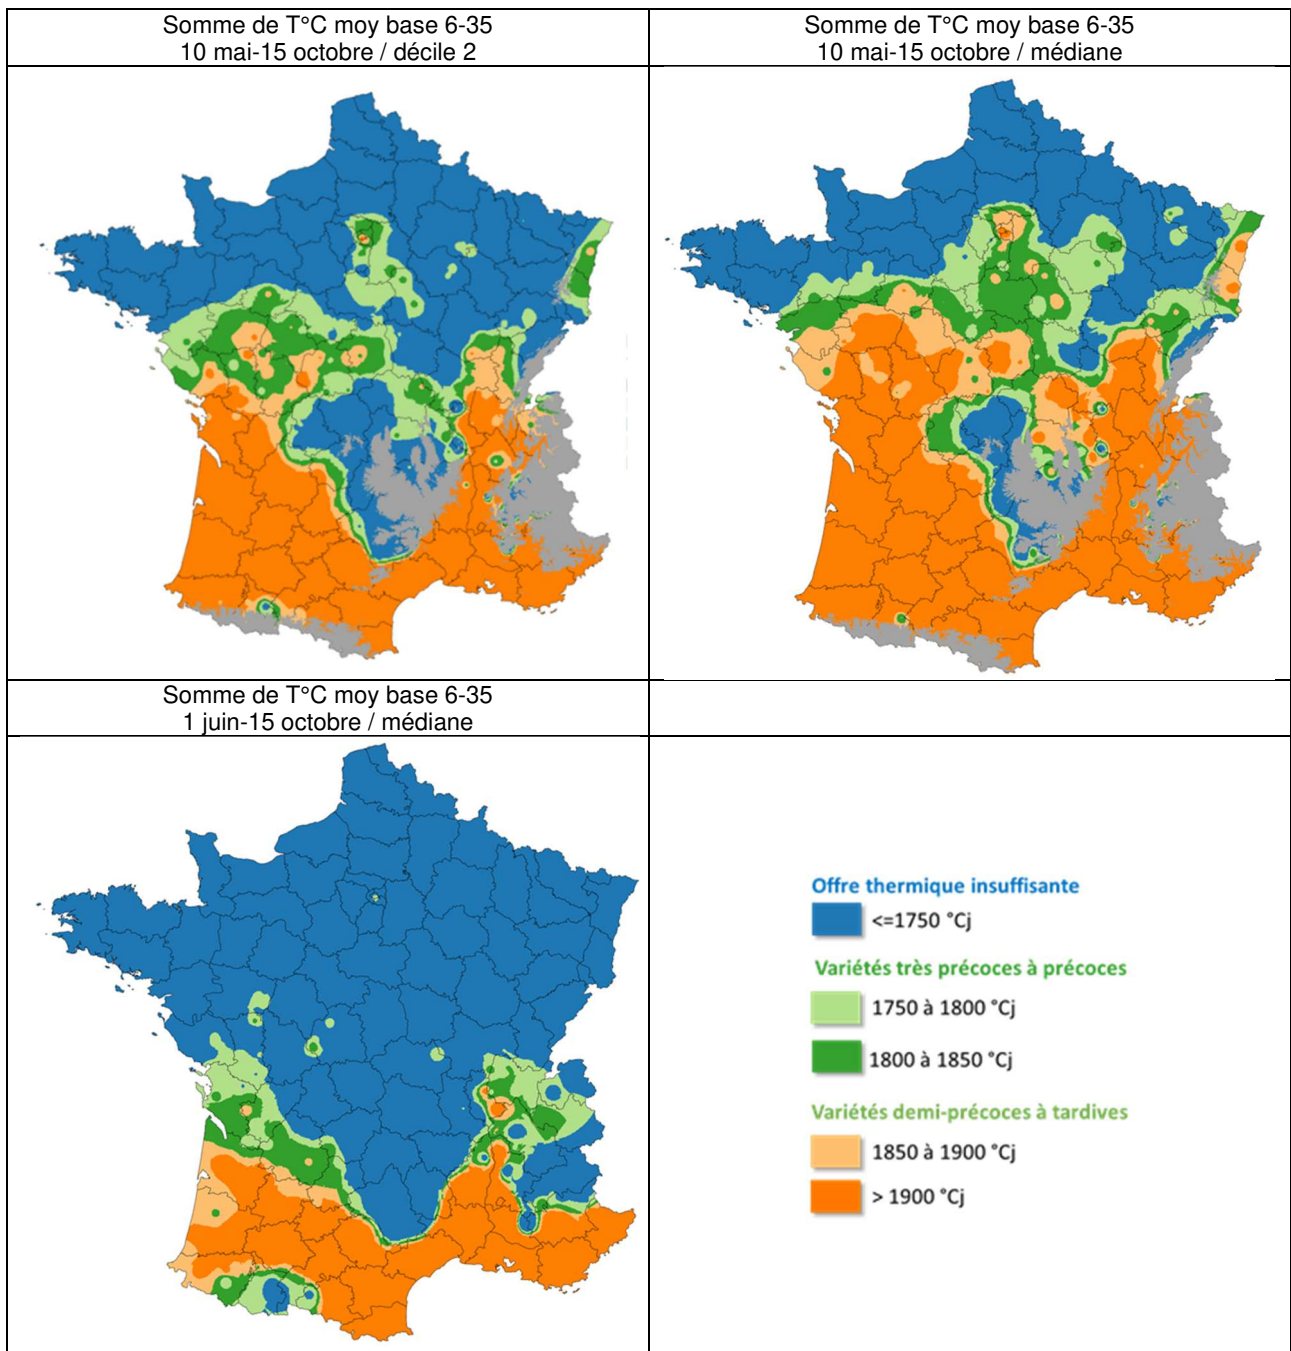 Somme de T°C moy base 6-35
10 mai-15 octobre / décile 2
Somme de T°C moy base 6-35
10 mai-15 octobre / médiane
Somme de T°C moy base 6-35
1 juin-15 octobre / médiane
Offre thermique insuffisante
<=1750 °Cj
Variétés très précoces à précoces
1750 à 1800 °Cj
1800 à 1850 °Cj
Variétés demi-précoces à tardives
1850 à 1900 °Cj
> 1900 °Cj